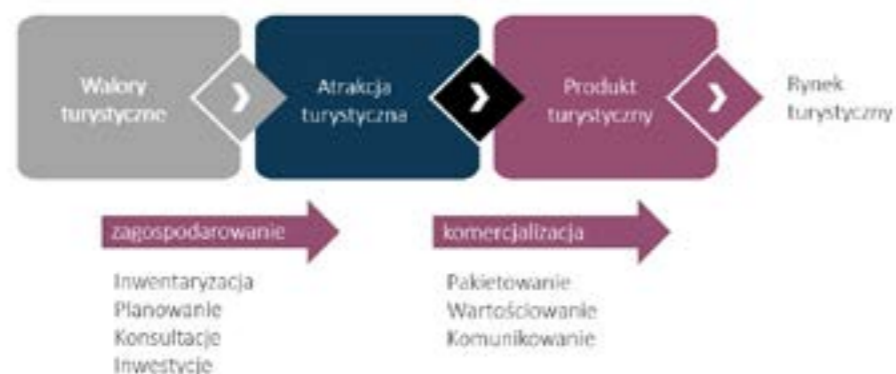 Walory
turystyczne
Atrakcja
turystyczna
Produkt
turystyczny
Rynek
turystyczny
zagospodarowanie
Inwentaryzacja
Planowanie
Konsultacje
Inwestycje
komercjalizacja
Pakietowanie
Wartościowanie
Komunikowanie